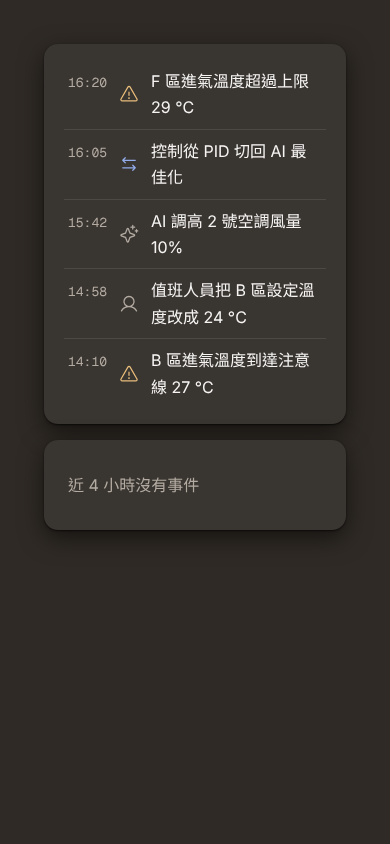 16:20
F 區進氣溫度超過上限
29 °C
16:05
控制從 PID 切回 AI 最
佳化
15:42
AI 調高 2 號空調風量
10%
14:58
值班人員把 B 區設定溫
度改成 24 °C
14:10
B 區進氣溫度到達注意
線 27 °C
近 4 小時沒有事件